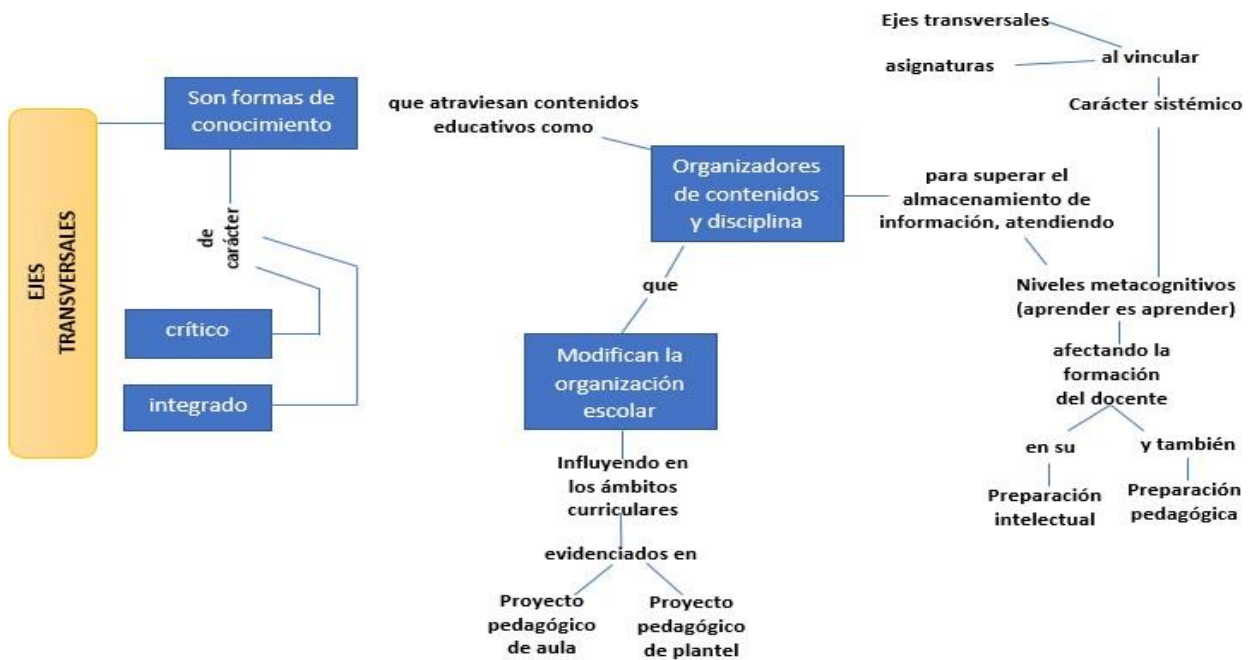 EJES
TRANSVERSALES
Son formas de
conocimiento
de
carácter
crítico
integrado
que atraviesan contenidos
educativos como
Organizadores
de contenidos
y disciplina
que
Modifican la
organización
escolar
Influyendo en
los ámbitos
curriculares
evidenciados en
Proyecto
pedagógico
de aula
Proyecto
pedagógico
de plantel
para superar el
almacenamiento de
información, atendiendo
Ejes transversales
asignaturas
al vincular
Carácter sistémico
Niveles metacognitivos
(aprender es aprender)
afectando la
formación
del docente
en su
Preparación
intelectual
y también
Preparación
pedagógica